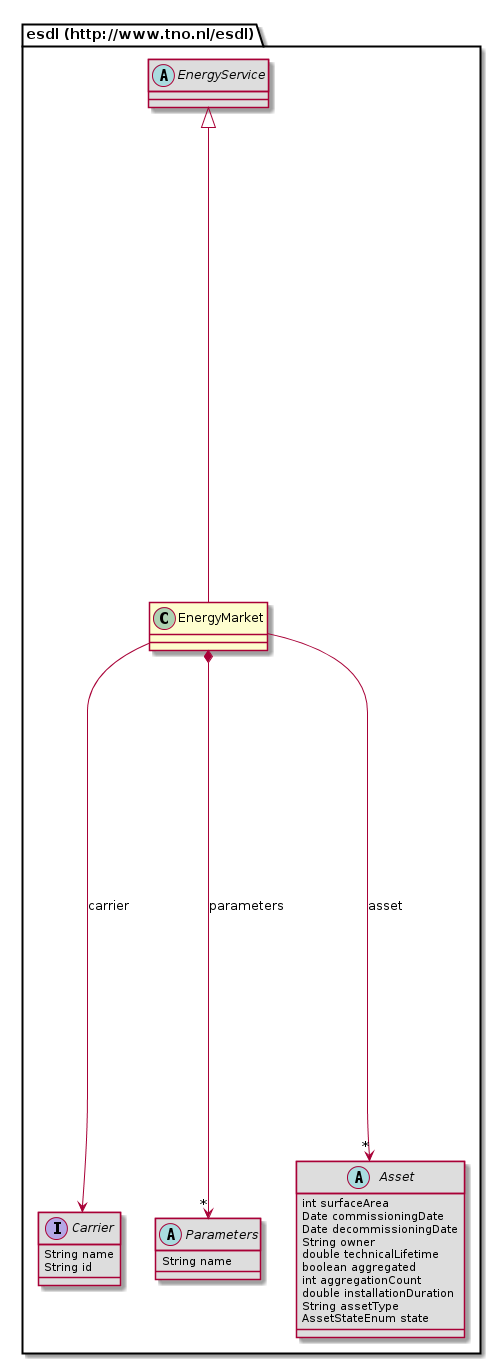 esdl (http://www.tno.nl/esdl)
A EnergyService
C EnergyMarket
carrier
parameters
asset
*
*
I Carrier
String name
String id
A Parameters
String name
A Asset
int surfaceArea
Date commissioningDate
Date decommissioningDate
String owner
double technicalLifetime
boolean aggregated
int aggregationCount
double installationDuration
String assetType
AssetStateEnum state